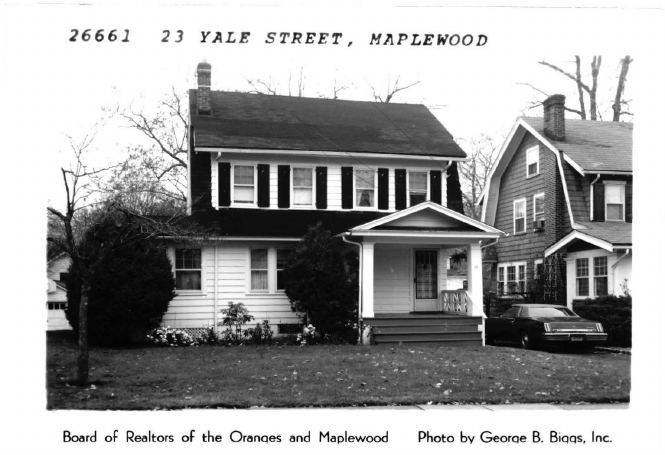 26661 23 YALE STREET, MAPLEWOOD
Board of Realtors of the Oranges and Maplewood Photo by George B. Biggs, Inc.